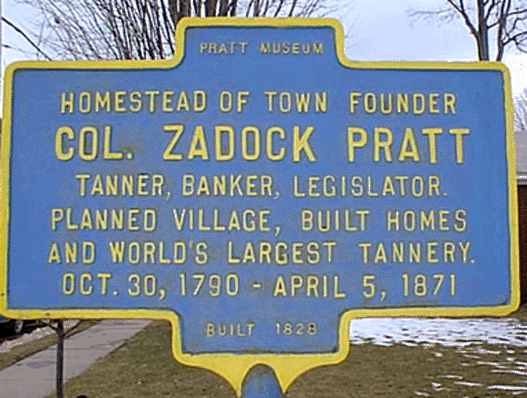 PRATT MUSEUM
HOMESTEAD OF TOWN FOUNDER
COL. ZADOCK PRATT
TANNER, BANKER, LEGISLATOR.
PLANNED VILLAGE, BUILT HOMES
AND WORLD'S LARGEST TANNERY.
OCT. 30, 1790 - APRIL 5, 1871
BUILT 1828